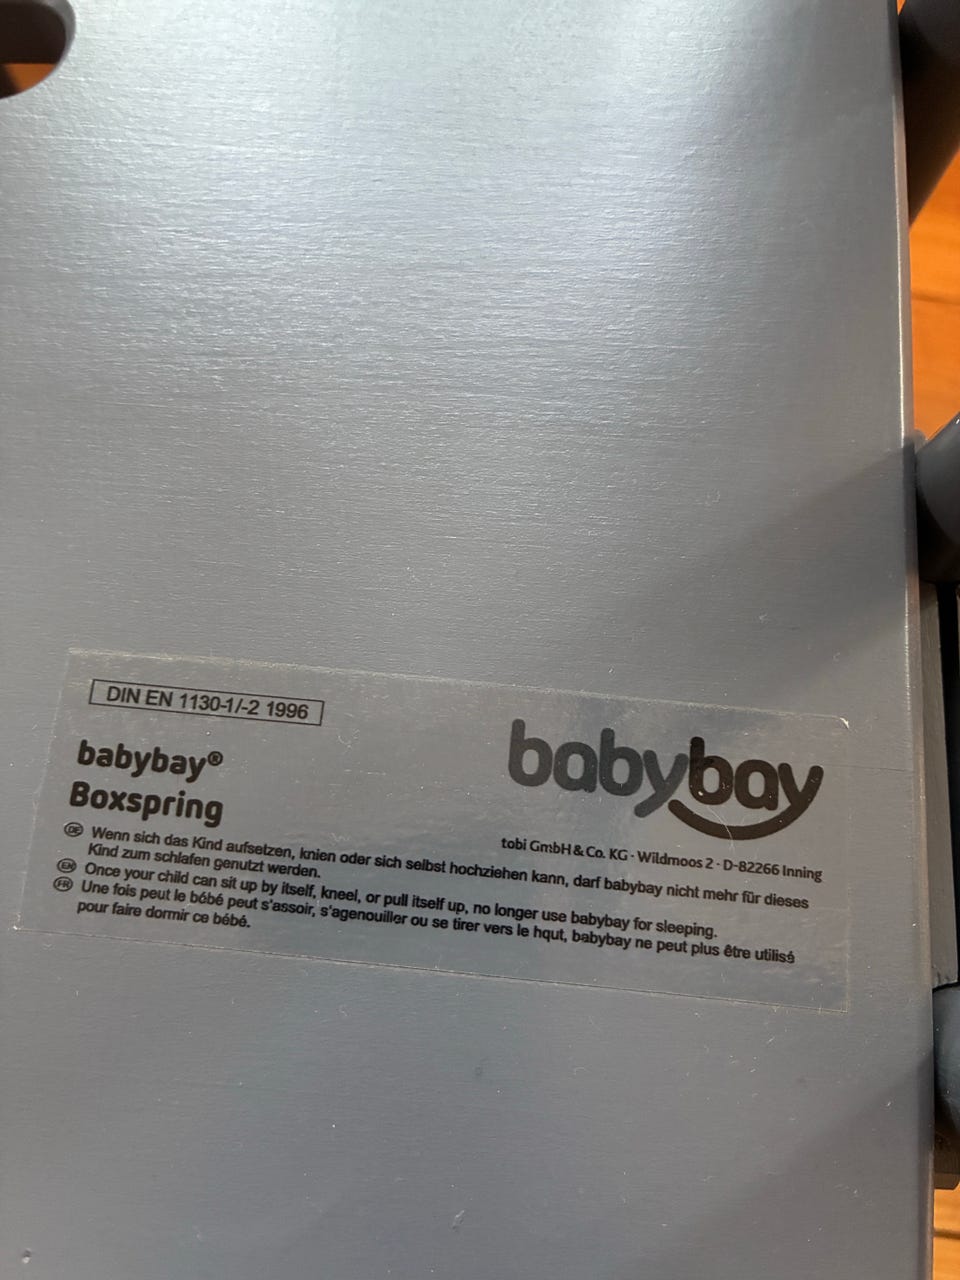 DIN EN 1130-1/-2 1996
babybay®
Boxspring
babybay
tobi GmbH & Co. KG · Wildmoos 2 · D-82266 Inning
DE Wenn sich das Kind aufsetzen, knien oder sich selbst hochziehen kann, darf babybay nicht mehr für dieses
Kind zum schlafen genutzt werden.
EN Once your child can sit up by itself, kneel, or pull itself up, no longer use babybay for sleeping.
FR Une fois peut le bébé peut s'assoir, s'agenouiller ou se tirer vers le hqut, babybay ne peut plus être utilisé
pour faire dormir ce bébé.